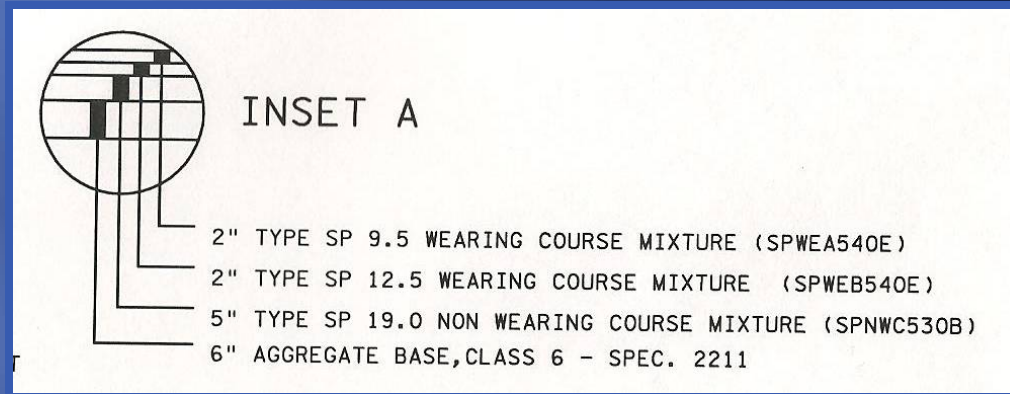 INSET A
2" TYPE SP 9.5 WEARING COURSE MIXTURE (SPWEA540E)
2" TYPE SP 12.5 WEARING COURSE MIXTURE (SPWEB540E)
5" TYPE SP 19.0 NON WEARING COURSE MIXTURE (SPNWC530B)
6" AGGREGATE BASE,CLASS 6 - SPEC. 2211
T